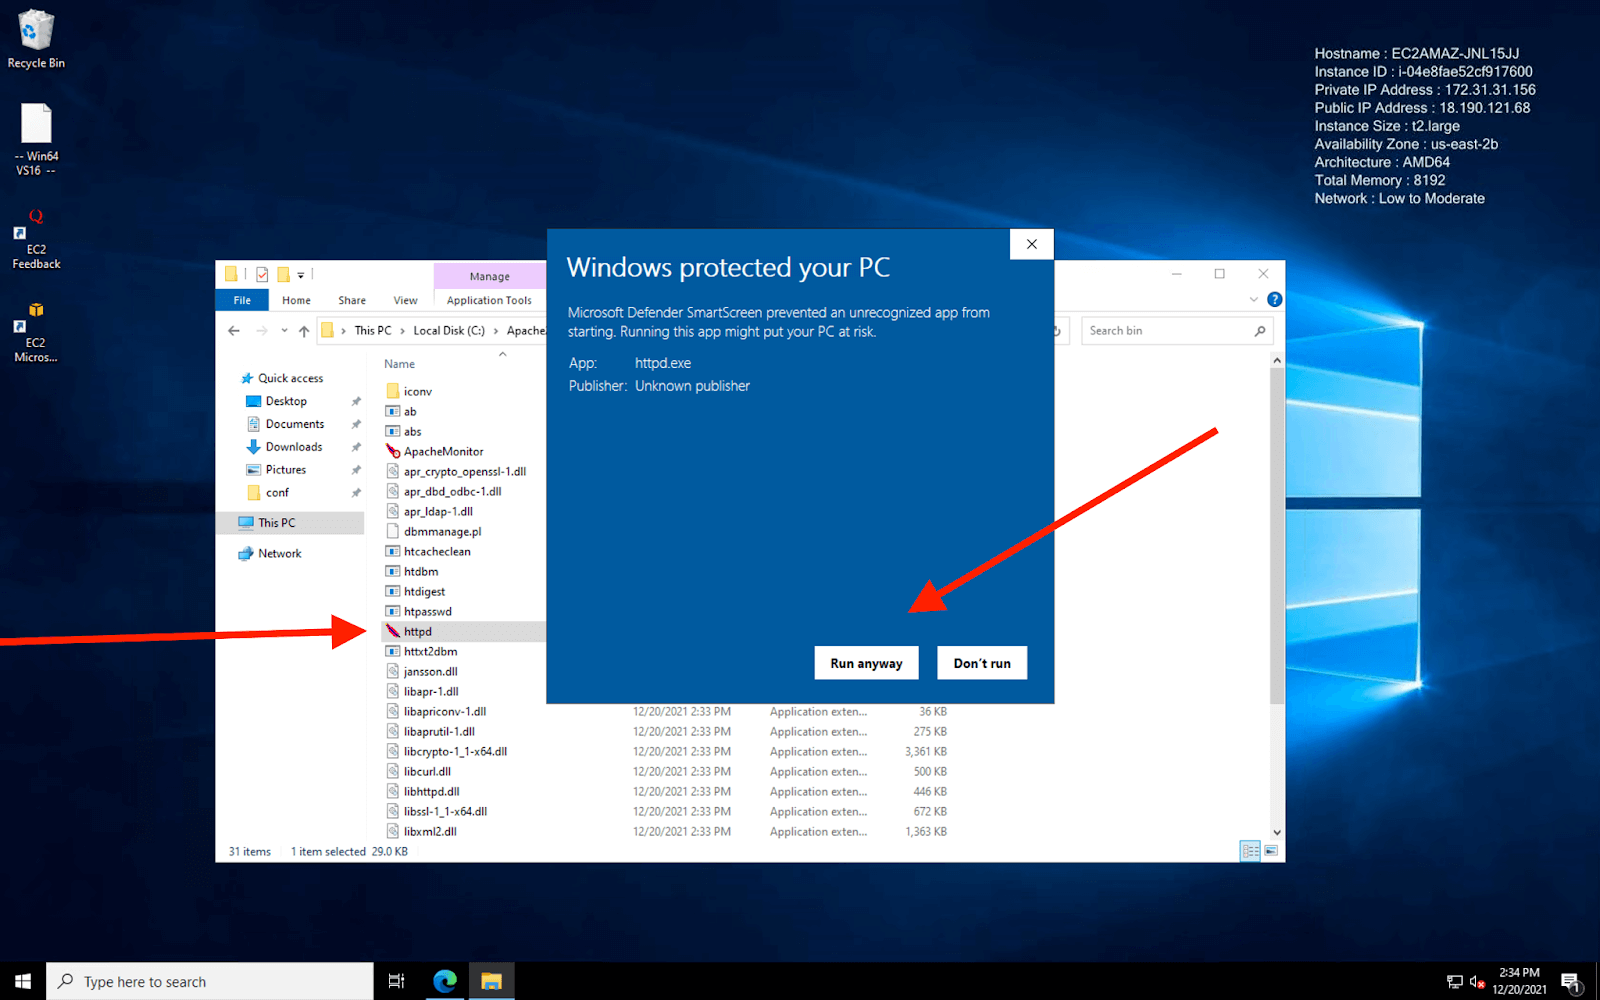 Recycle Bin
-- Win64
VS16 --
EC2
Feedback
EC2
Micros...
Hostname : EC2AMAZ-JNL15JJ
Instance ID : i-04e8fae52cf917600
Private IP Address : 172.31.31.156
Public IP Address : 18.190.121.68
Instance Size : t2.large
Availability Zone : us-east-2b
Architecture : AMD64
Total Memory : 8192
Network : Low to Moderate
Manage
File Home Share View Application Tools
This PC Local Disk (C:) Apache
Search bin
Quick access
Desktop
Documents
Downloads
Pictures
conf
This PC
Network
Name
iconv
ab
abs
ApacheMonitor
apr_crypto_openssl-1.dll
apr_dbd_odbc-1.dll
apr_ldap-1.dll
dbmmanage.pl
htcacheclean
htdbm
htdigest
htpasswd
httpd
httxt2dbm
jansson.dll
libapr-1.dll
libapriconv-1.dll 12/20/2021 2:33 PM Application exten... 36 KB
libaprutil-1.dll 12/20/2021 2:33 PM Application exten... 275 KB
libcrypto-1_1-x64.dll 12/20/2021 2:33 PM Application exten... 3,361 KB
libcurl.dll 12/20/2021 2:33 PM Application exten... 500 KB
libhttpd.dll 12/20/2021 2:33 PM Application exten... 446 KB
libssl-1_1-x64.dll 12/20/2021 2:33 PM Application exten... 672 KB
libxml2.dll 12/20/2021 2:33 PM Application exten... 1,363 KB
31 items 1 item selected 29.0 KB
Windows protected your PC
Microsoft Defender SmartScreen prevented an unrecognized app from
starting. Running this app might put your PC at risk.
App: httpd.exe
Publisher: Unknown publisher
Run anyway Don't run
Type here to search
2:34 PM
12/20/2021
1